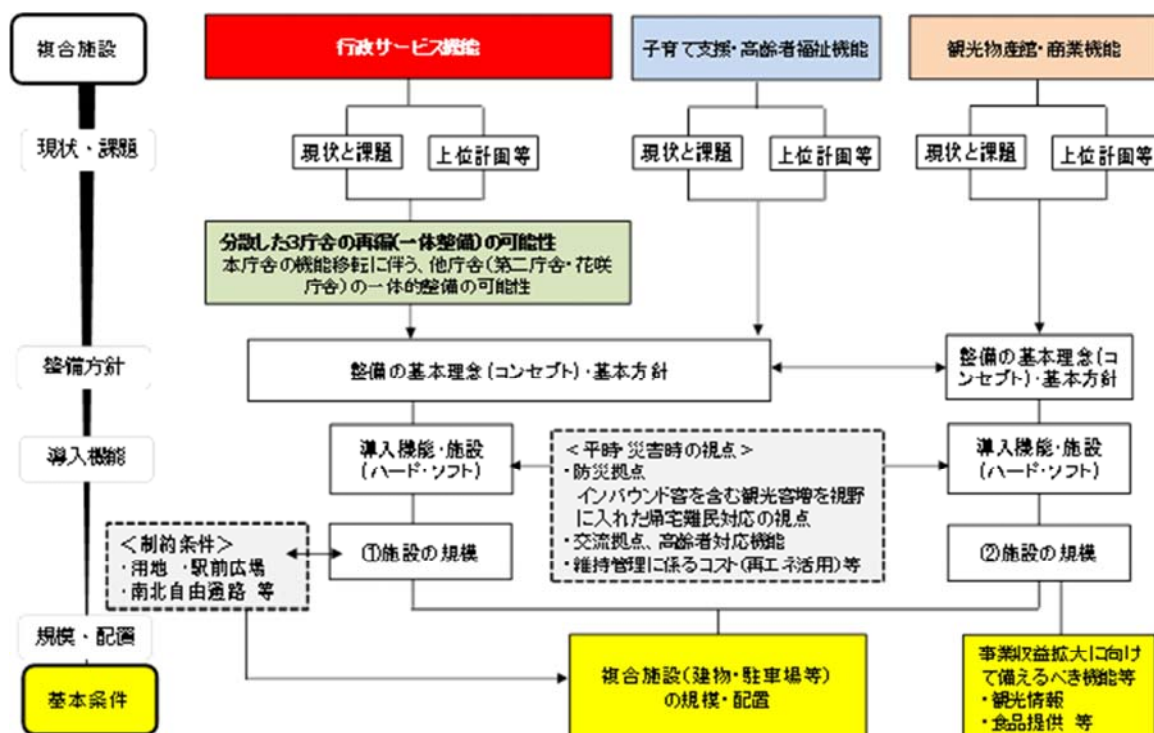 複合施設
行政サービス機能
子育て支援・高齢者福祉機能
観光物産館・商業機能
現状・課題
現状と課題
上位計画等
現状と課題
上位計画等
現状と課題
上位計画等
分散した3庁舎の再編(一体整備)の可能性
本庁舎の機能移転に伴う、他庁舎(第二庁舎・花咲
庁舎)の一体的整備の可能性
整備方針
整備の基本理念(コンセプト)・基本方針
整備の基本理念(コ
ンセプト)・基本方針
導入機能
導入機能・施設
(ハード・ソフト)
<平時・災害時の視点>
・防災拠点
インバウンド客を含む観光客増を視野
に入れた帰宅難民対応の視点
・交流拠点、高齢者対応機能
・維持管理に係るコスト(再エネ活用)等
導入機能・施設
(ハード・ソフト)
<制約条件>
・用地 ・駅前広場
・南北自由通路 等
①施設の規模
②施設の規模
規模・配置
基本条件
複合施設(建物・駐車場等)
の規模・配置
事業収益拡大に向け
て備えるべき機能等
・観光情報
・食品提供 等